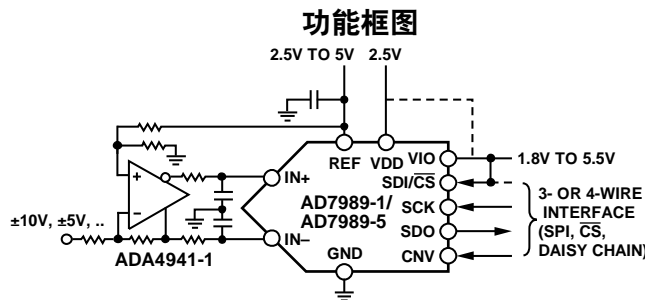 功能框图
2.5V TO 5V 2.5V
REF VDD VIO
1.8V TO 5.5V
SDI/CS
IN+
+
AD7989-1/
AD7989-5
SCK
3- OR 4-WIRE
INTERFACE
(SPI, CS,
DAISY CHAIN)
±10V, ±5V, ..
–
SDO
IN–
ADA4941-1
GND
CNV